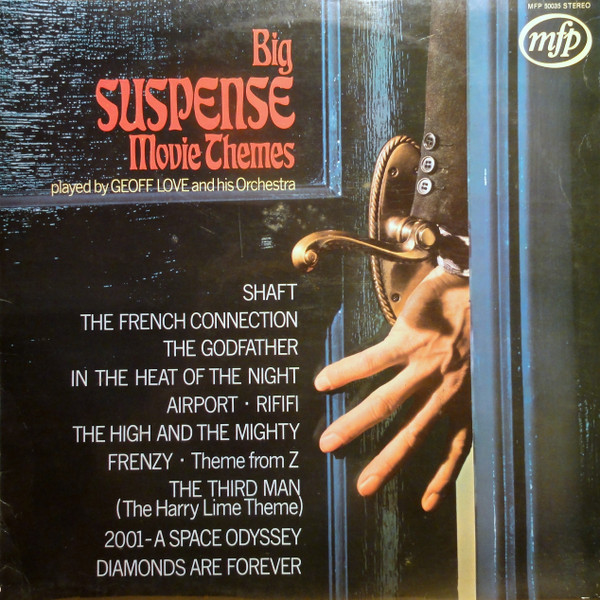 MFP 50035 STEREO
mfp
Big
SUSPENSE
Movie Themes
played by GEOFF LOVE and his Orchestra
SHAFT
THE FRENCH CONNECTION
THE GODFATHER
IN THE HEAT OF THE NIGHT
AIRPORT · RIFIFI
THE HIGH AND THE MIGHTY
FRENZY · Theme from Z
THE THIRD MAN
(The Harry Lime Theme)
2001-A SPACE ODYSSEY
DIAMONDS ARE FOREVER